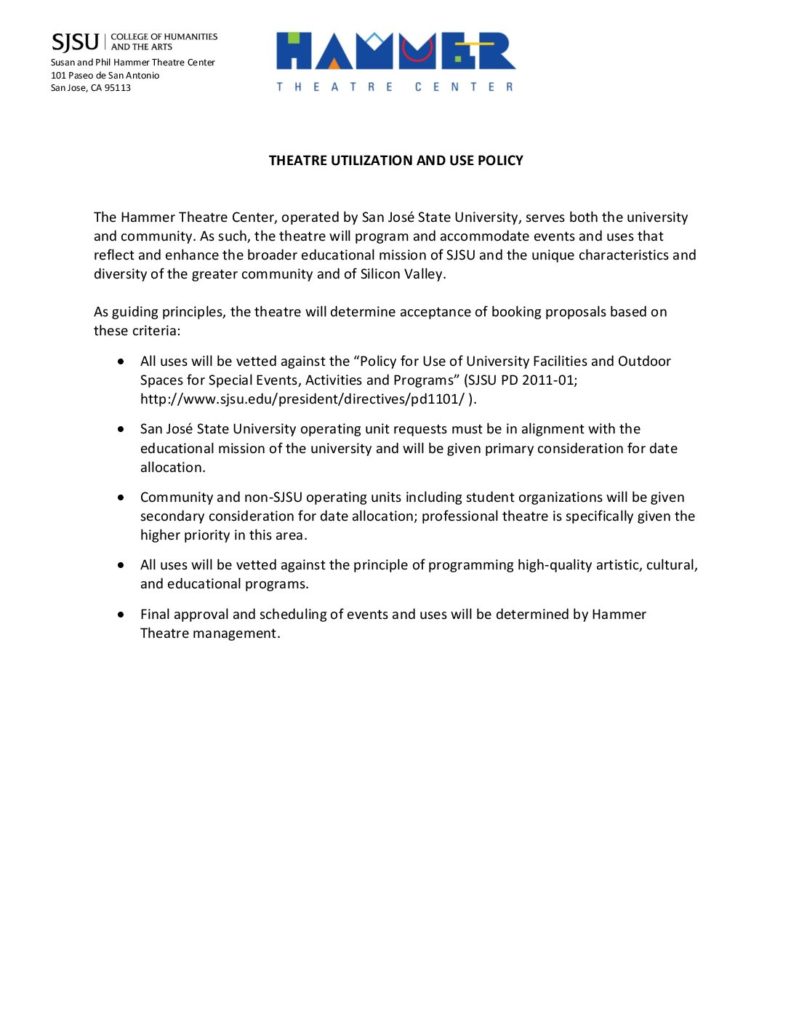 SJSU | COLLEGE OF HUMANITIES
AND THE ARTS
Susan and Phil Hammer Theatre Center
101 Paseo de San Antonio
San Jose, CA 95113
HAMMER
THEATRE CENTER
THEATRE UTILIZATION AND USE POLICY
The Hammer Theatre Center, operated by San José State University, serves both the university
and community. As such, the theatre will program and accommodate events and uses that
reflect and enhance the broader educational mission of SJSU and the unique characteristics and
diversity of the greater community and of Silicon Valley.
As guiding principles, the theatre will determine acceptance of booking proposals based on
these criteria:
• All uses will be vetted against the “Policy for Use of University Facilities and Outdoor
Spaces for Special Events, Activities and Programs” (SJSU PD 2011-01;
http://www.sjsu.edu/president/directives/pd1101/ ).
• San José State University operating unit requests must be in alignment with the
educational mission of the university and will be given primary consideration for date
allocation.
• Community and non-SJSU operating units including student organizations will be given
secondary consideration for date allocation; professional theatre is specifically given the
higher priority in this area.
• All uses will be vetted against the principle of programming high-quality artistic, cultural,
and educational programs.
• Final approval and scheduling of events and uses will be determined by Hammer
Theatre management.